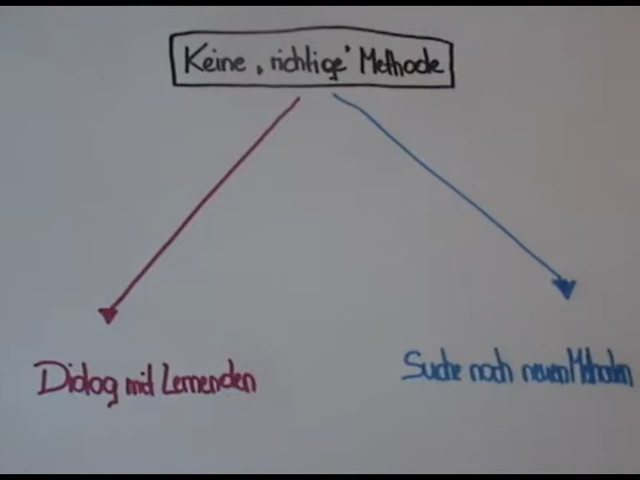 Keine ‚richtige' Methode
Dialog mit Lernenden
Suche nach neuen Methoden